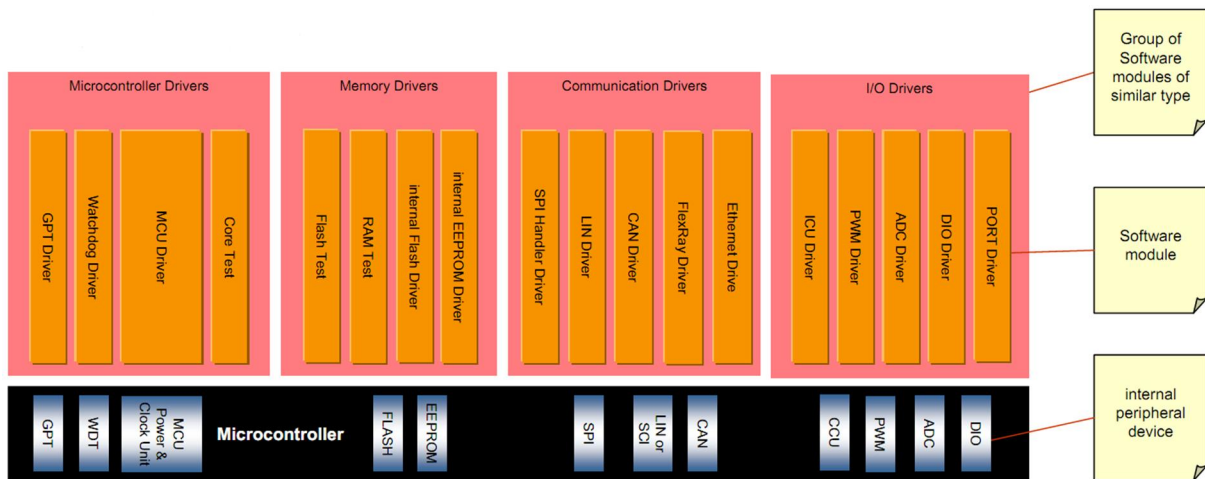 Group of
Software
modules of
similar type
Microcontroller Drivers
Memory Drivers
Communication Drivers
I/O Drivers
GPT Driver
Watchdog Driver
MCU Driver
Core Test
Flash Test
RAM Test
internal Flash Driver
internal EEPROM Driver
SPI Handler Driver
LIN Driver
CAN Driver
FlexRay Driver
Ethernet Drive
ICU Driver
PWM Driver
ADC Driver
DIO Driver
PORT Driver
Software
module
GPT
WDT
MCU
Power &
Clock Unit
Microcontroller
FLASH
EEPROM
SPI
LIN or
SCI
CAN
CCU
PWM
ADC
DIO
internal
peripheral
device